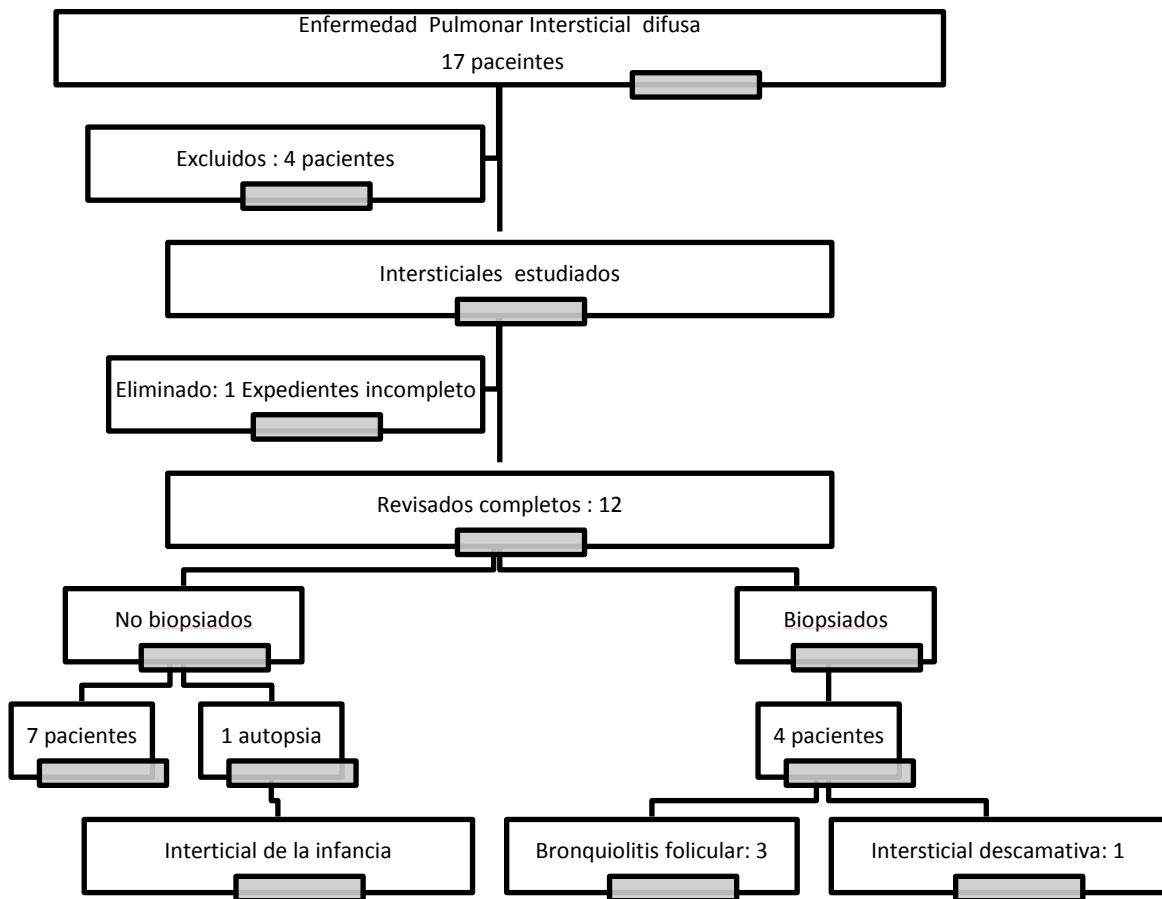 Enfermedad Pulmonar Intersticial difusa
17 paceintes
Excluidos : 4 pacientes
Intersticiales estudiados
Eliminado: 1 Expedientes incompleto
Revisados completos : 12
No biopsiados
Biopsiados
7 pacientes
1 autopsia
4 pacientes
Interticial de la infancia
Bronquiolitis folicular: 3
Intersticial descamativa: 1